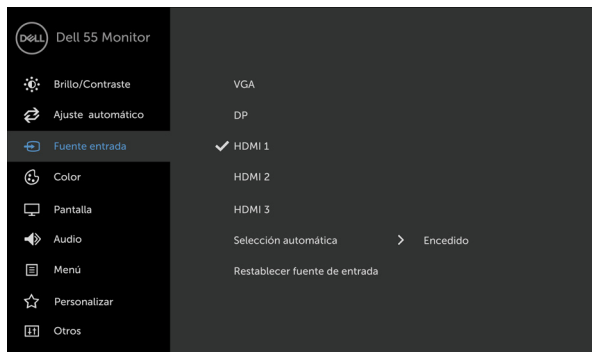 DELL Dell 55 Monitor
Brillo/Contraste VGA
Ajuste automático DP
Fuente entrada HDMI 1
Color HDMI 2
Pantalla HDMI 3
Audio Selección automática Encedido
Menú Restablecer fuente de entrada
Personalizar
Otros